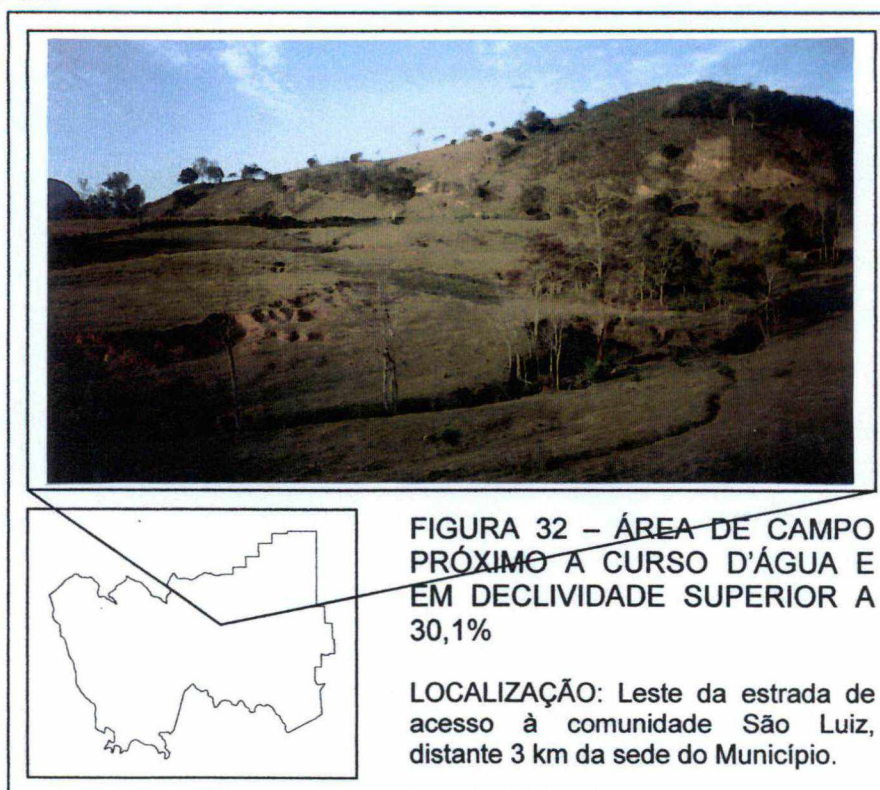 FIGURA 32 – ÁREA DE CAMPO
PRÓXIMO A CURSO D'ÁGUA E
EM DECLIVIDADE SUPERIOR A
30,1%
LOCALIZAÇÃO: Leste da estrada de
acesso à comunidade São Luiz,
distante 3 km da sede do Município.